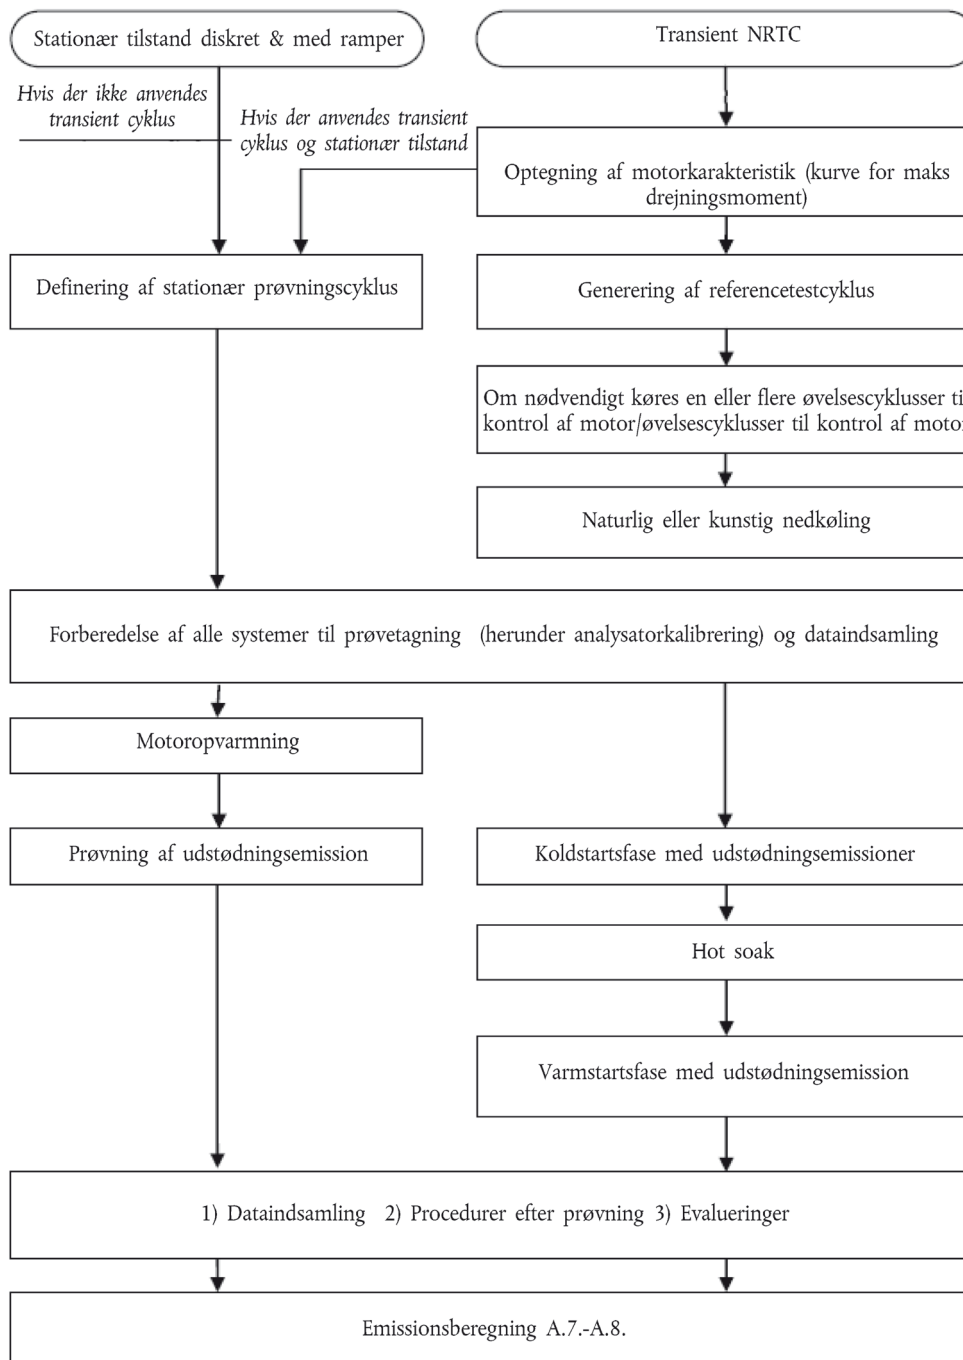 Stationær tilstand diskret & med ramper
Transient NRTC
Hvis der ikke anvendes
transient cyklus
Hvis der anvendes transient
cyklus og stationær tilstand
Optegning af motorkarakteristik (kurve for maks
drejningsmoment)
Definering af stationær prøvningscyklus
Generering af referencetestcyklus
Om nødvendigt køres en eller flere øvelsescyklusser ti
kontrol af motor/øvelsescyklusser til kontrol af motor
Naturlig eller kunstig nedkøling
Forberedelse af alle systemer til prøvetagning (herunder analysatorkalibrering) og dataindsamling
Motoropvarmning
Prøvning af udstødningsemission
Koldstartsfase med udstødningsemissioner
Hot soak
Varmstartsfase med udstødningsemission
1) Dataindsamling 2) Procedurer efter prøvning 3) Evalueringer
Emissionsberegning A.7.-A.8.